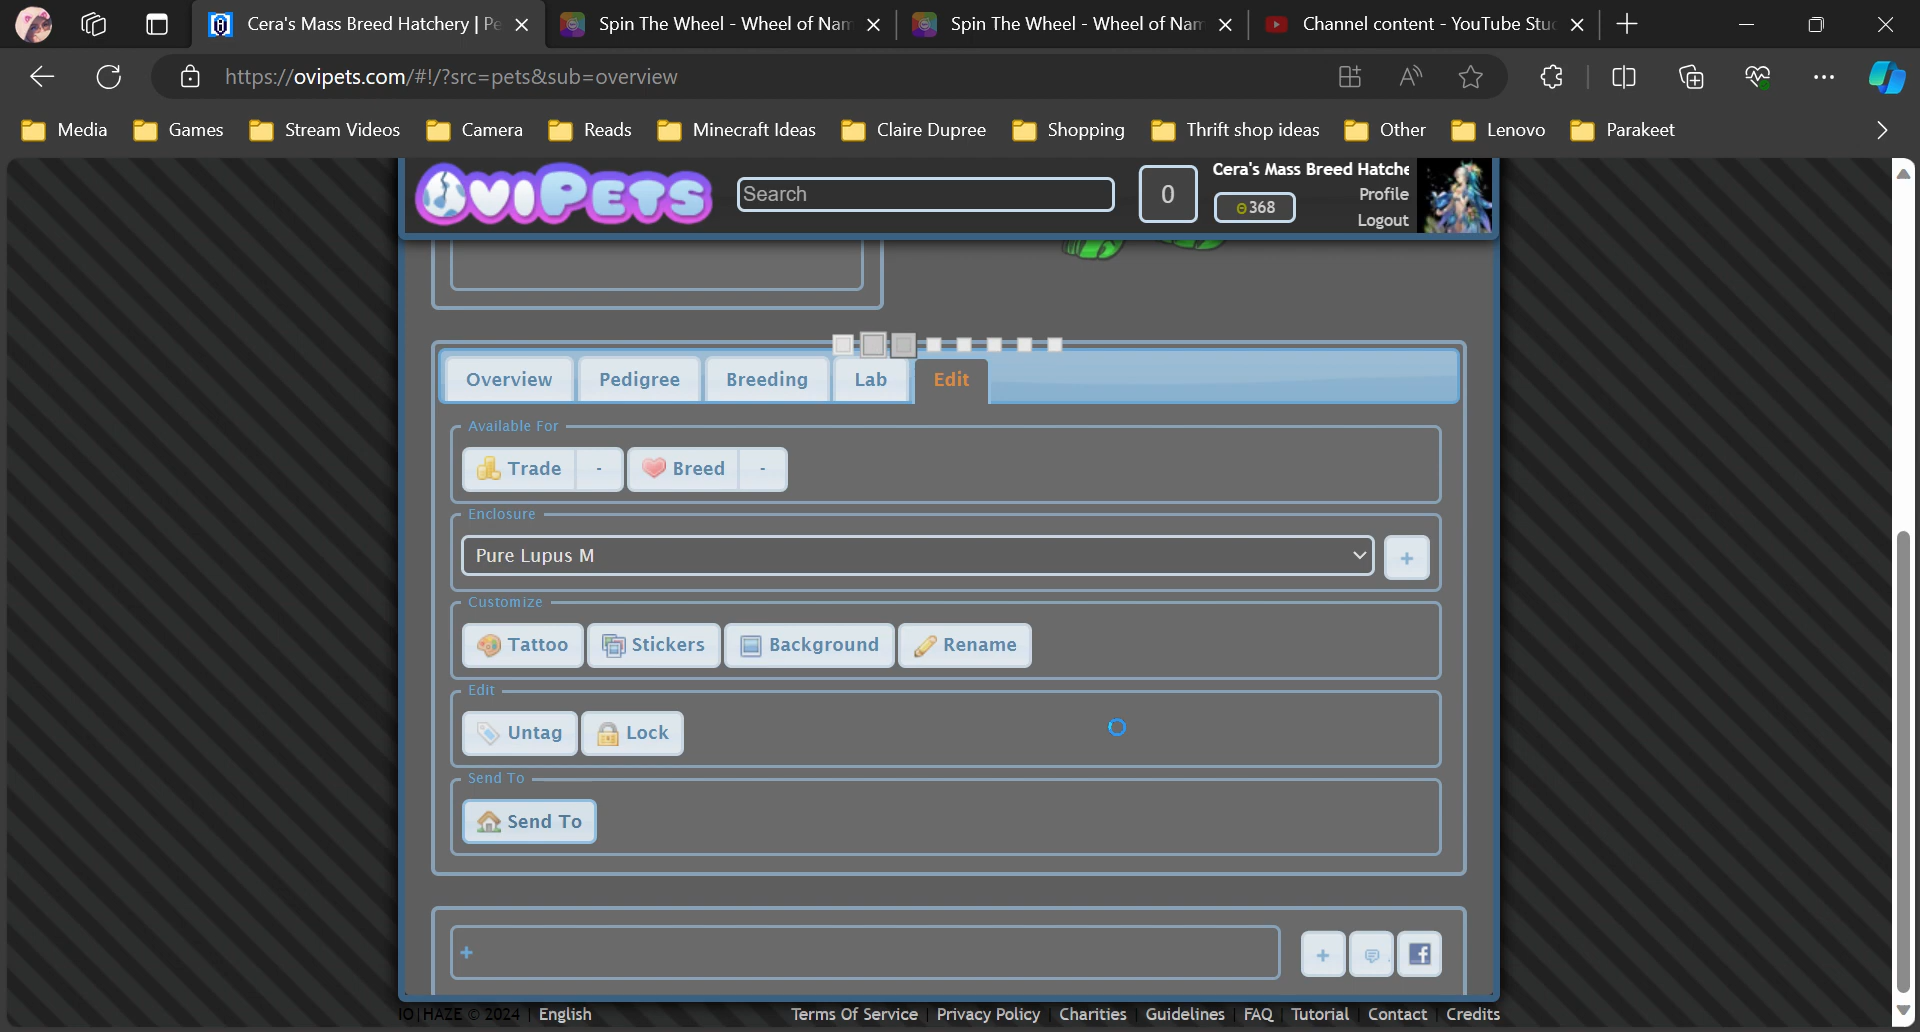 Cera's Mass Breed Hatchery | Pe
Spin The Wheel - Wheel of Nam
Spin The Wheel - Wheel of Nam
Channel content - YouTube Stud
https://ovipets.com/#!/?src=pets&sub=overview
Media
Games
Stream Videos
Camera
Reads
Minecraft Ideas
Claire Dupree
Shopping
Thrift shop ideas
Other
Lenovo
Parakeet
OviPets
Search
0
Cera's Mass Breed Hatche
368
Profile
Logout
Overview
Pedigree
Breeding
Lab
Edit
Available For
Trade -
Breed -
Enclosure
Pure Lupus M
+
Customize
Tattoo
Stickers
Background
Rename
Edit
Untag
Lock
Send To
Send To
+
+
IO|HAZE © 2024 | English
Terms Of Service | Privacy Policy | Charities | Guidelines | FAQ | Tutorial | Contact | Credits